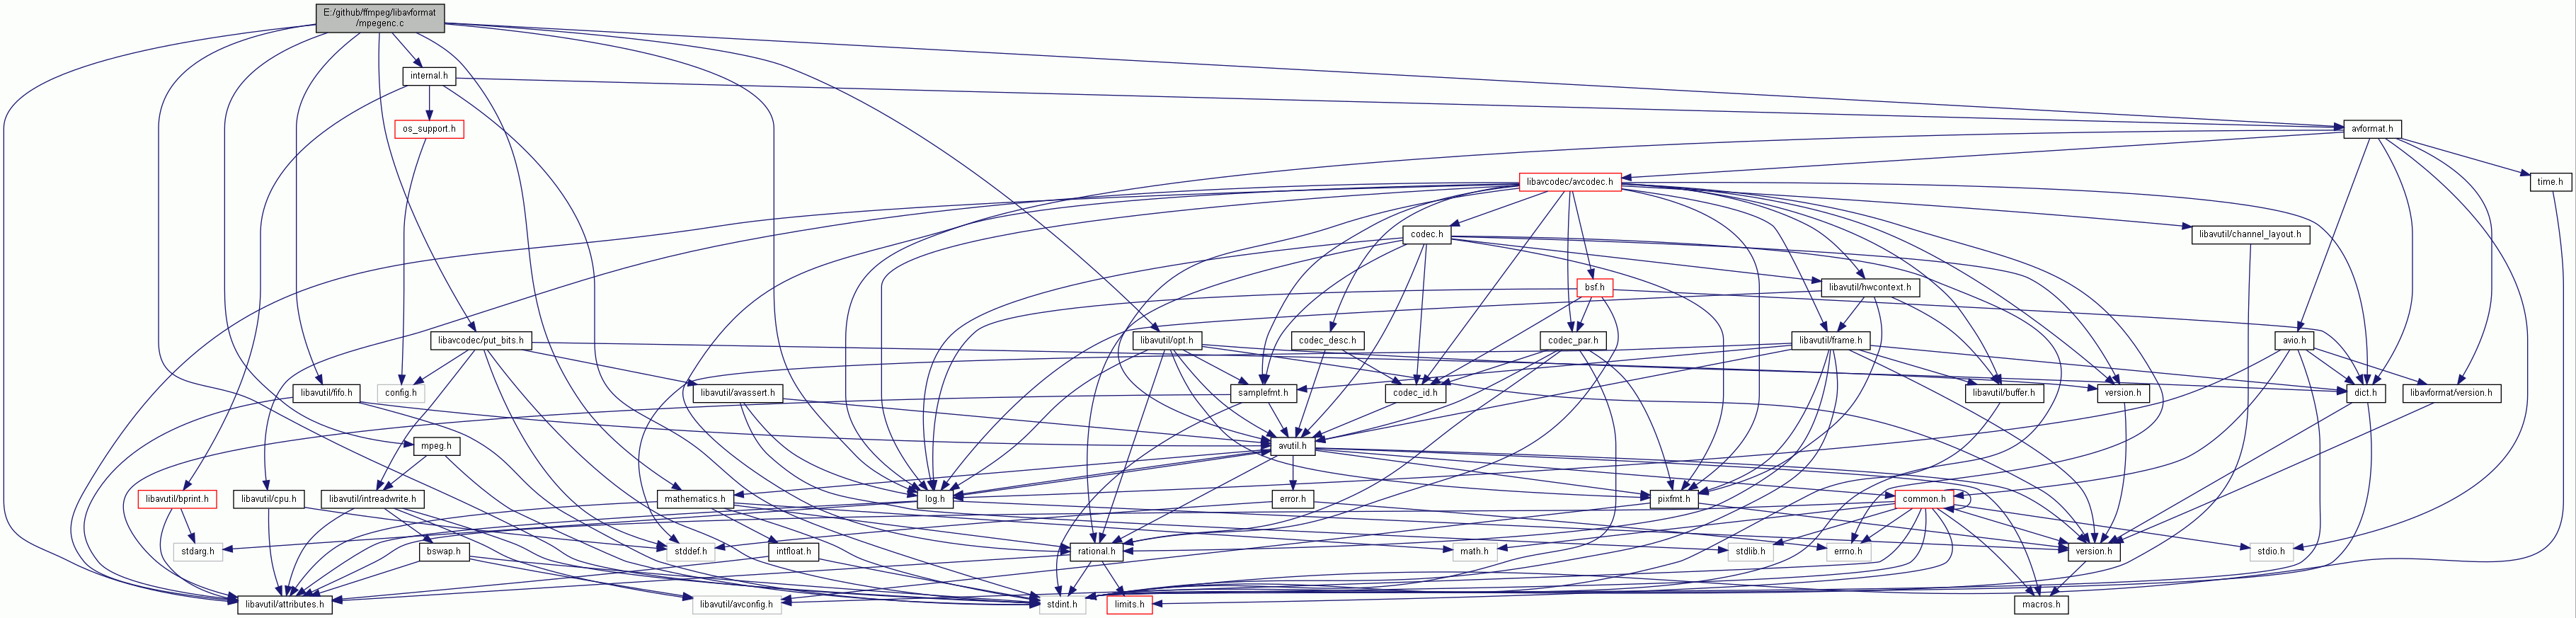 E:/github/ffmpeg/libavformat
/mpegenc.c
internal.h
os_support.h
avformat.h
libavcodec/avcodec.h
time.h
codec.h
libavutil/channel_layout.h
bsf.h
libavutil/hwcontext.h
libavcodec/put_bits.h
libavutil/opt.h
codec_desc.h
codec_par.h
libavutil/frame.h
avio.h
libavutil/fifo.h
config.h
libavutil/avassert.h
samplefmt.h
codec_id.h
libavutil/buffer.h
version.h
dict.h
libavformat/version.h
mpeg.h
avutil.h
libavutil/bprint.h
libavutil/cpu.h
libavutil/intreadwrite.h
mathematics.h
log.h
error.h
pixfmt.h
common.h
stdarg.h
bswap.h
stddef.h
intfloat.h
math.h
rational.h
stdlib.h
errno.h
version.h
stdio.h
libavutil/attributes.h
libavutil/avconfig.h
stdint.h
limits.h
macros.h